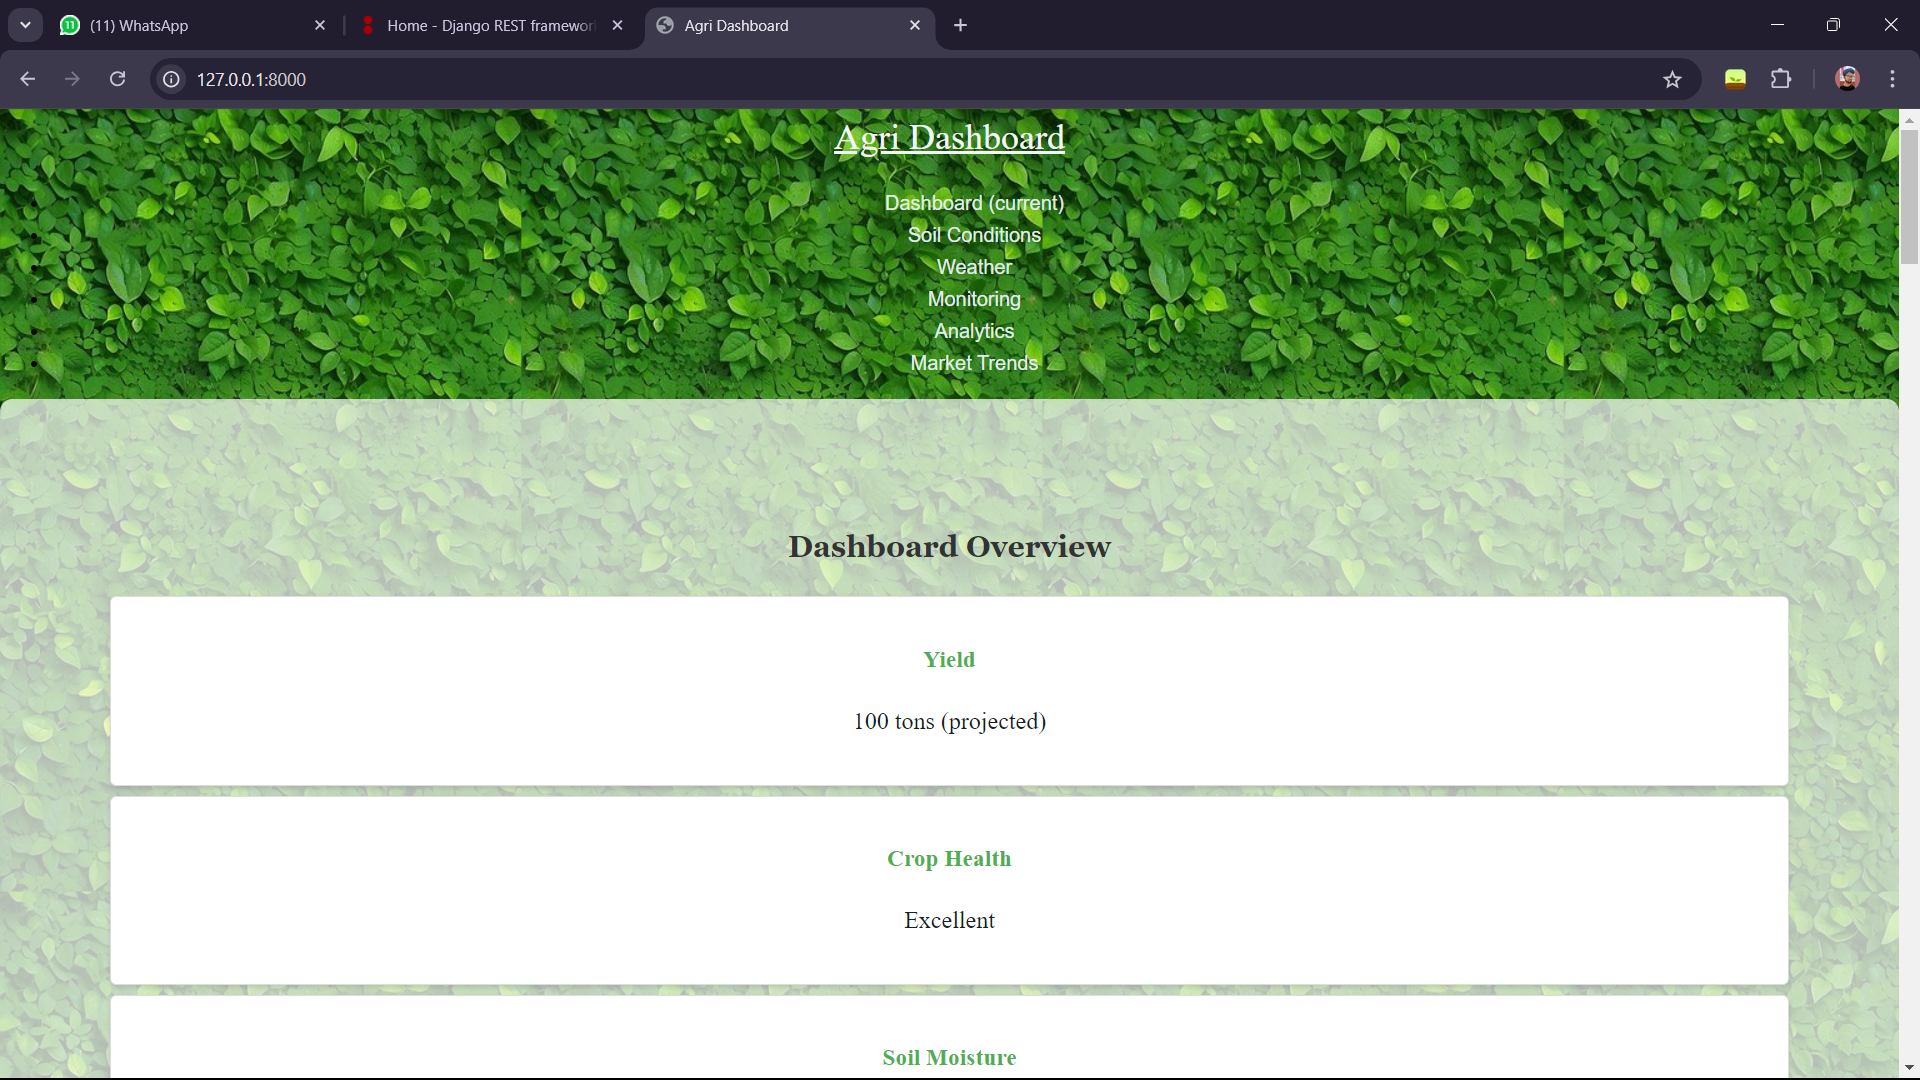 (11) WhatsApp
Home - Django REST framewor
Agri Dashboard
127.0.0.1:8000
Agri Dashboard
Dashboard (current)
Soil Conditions
Weather
Monitoring
Analytics
Market Trends
Dashboard Overview
Yield
100 tons (projected)
Crop Health
Excellent
Soil Moisture